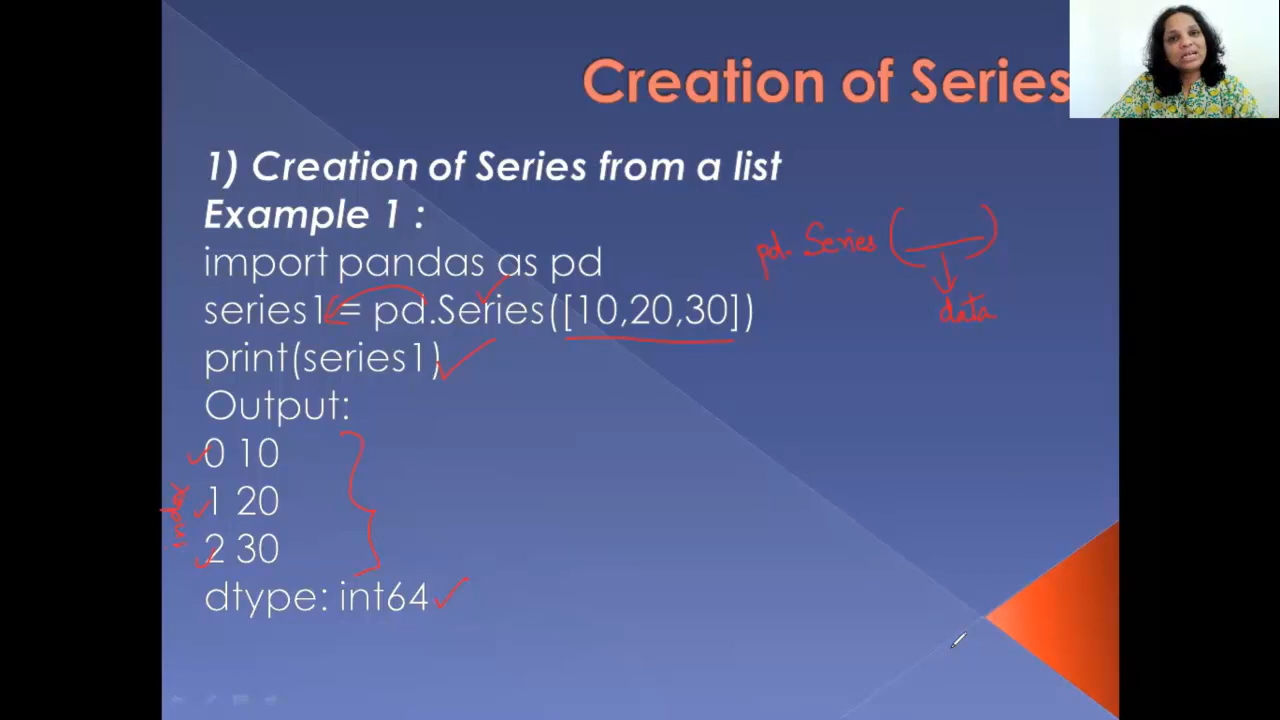 Creation of Series
1) Creation of Series from a list
Example 1 :
import pandas as pd
series1 = pd.Series([10,20,30])
print(series1)
Output:
0 10
1 20
2 30
dtype: int64
pd. Series ( )
data
index